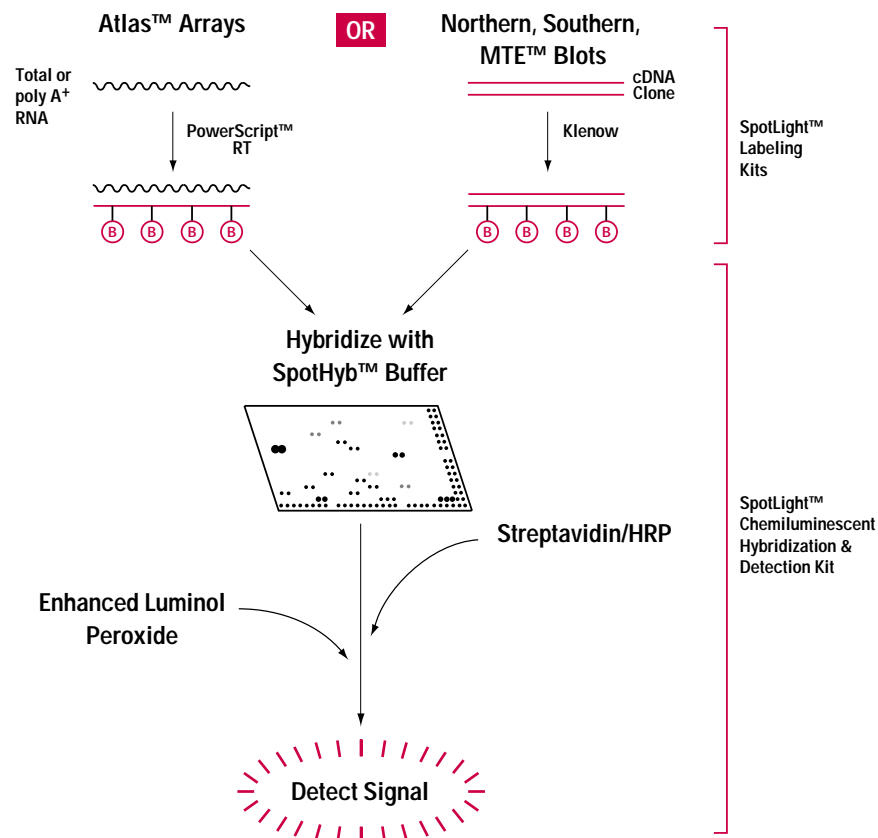 Atlas™ Arrays
OR
Northern, Southern,
MTE™ Blots
Total or
poly A+
RNA
cDNA
Clone
PowerScript™
RT
Klenow
SpotLight™
Labeling
Kits
B B B B
B B B B
Hybridize with
SpotHyb™ Buffer
Streptavidin/HRP
SpotLight™
Chemiluminescent
Hybridization &
Detection Kit
Enhanced Luminol
Peroxide
Detect Signal